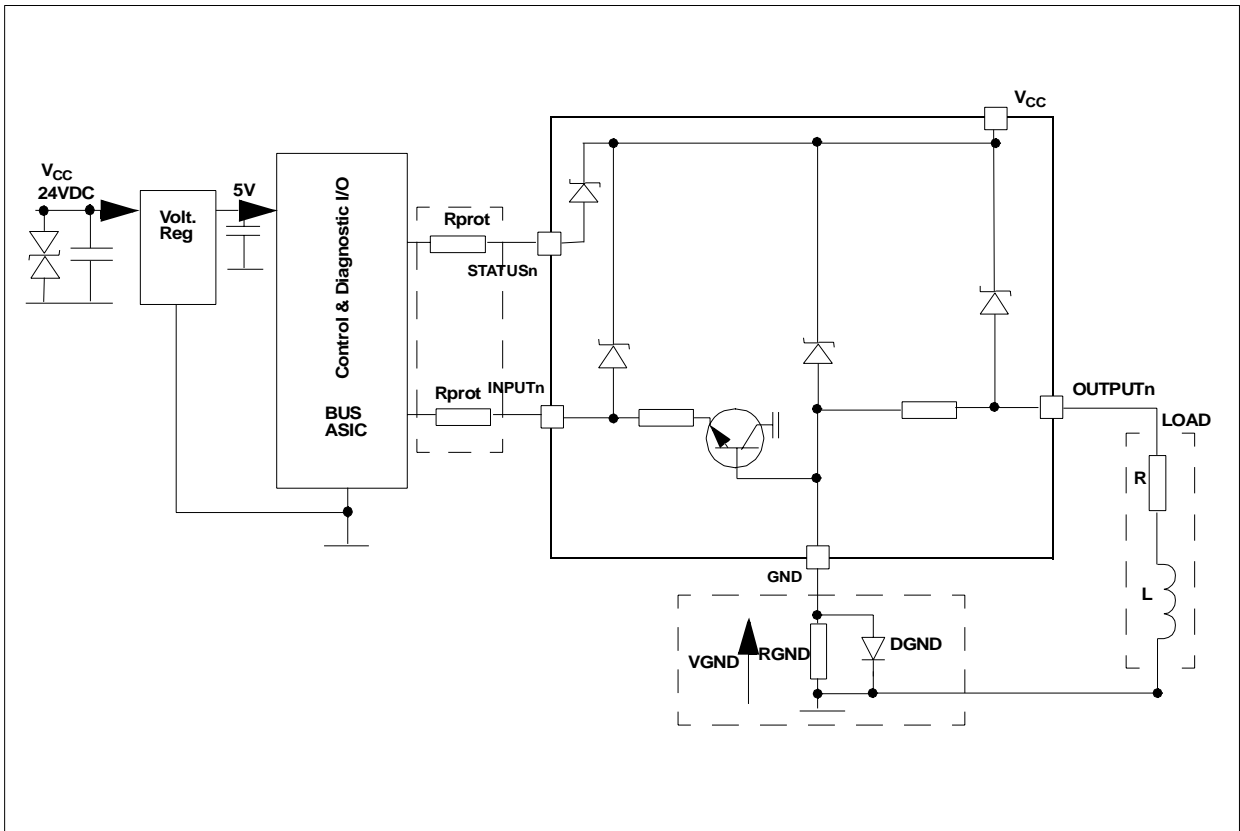 VCC
VCC
24VDC
5V
Volt.
Reg
Control & Diagnostic I/O
BUS
ASIC
Rprot
STATUSn
Rprot
INPUTn
OUTPUTn
LOAD
R
L
GND
VGND
RGND
DGND